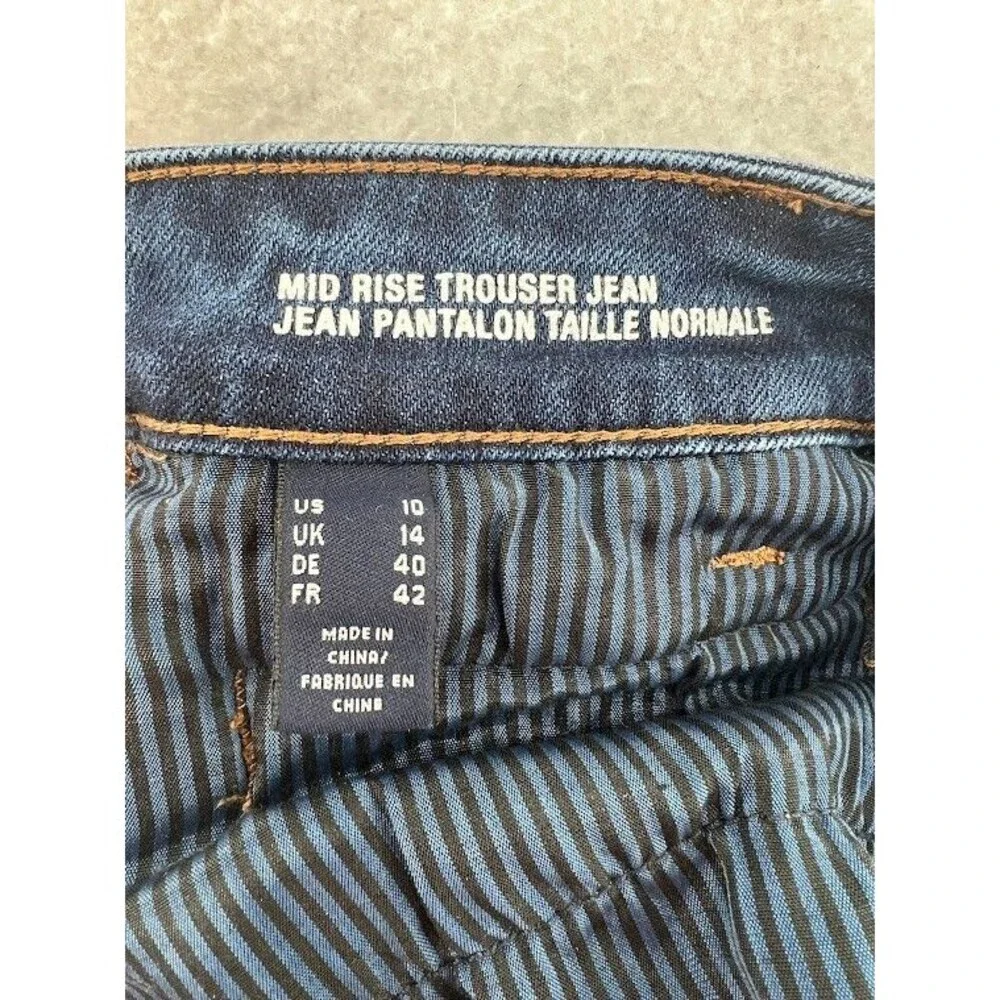 MID RISE TROUSER JEAN
JEAN PANTALON TAILLE NORMALE
US 10
UK 14
DE 40
FR 42
MADE IN
CHINA/
FABRIQUE EN
CHINE